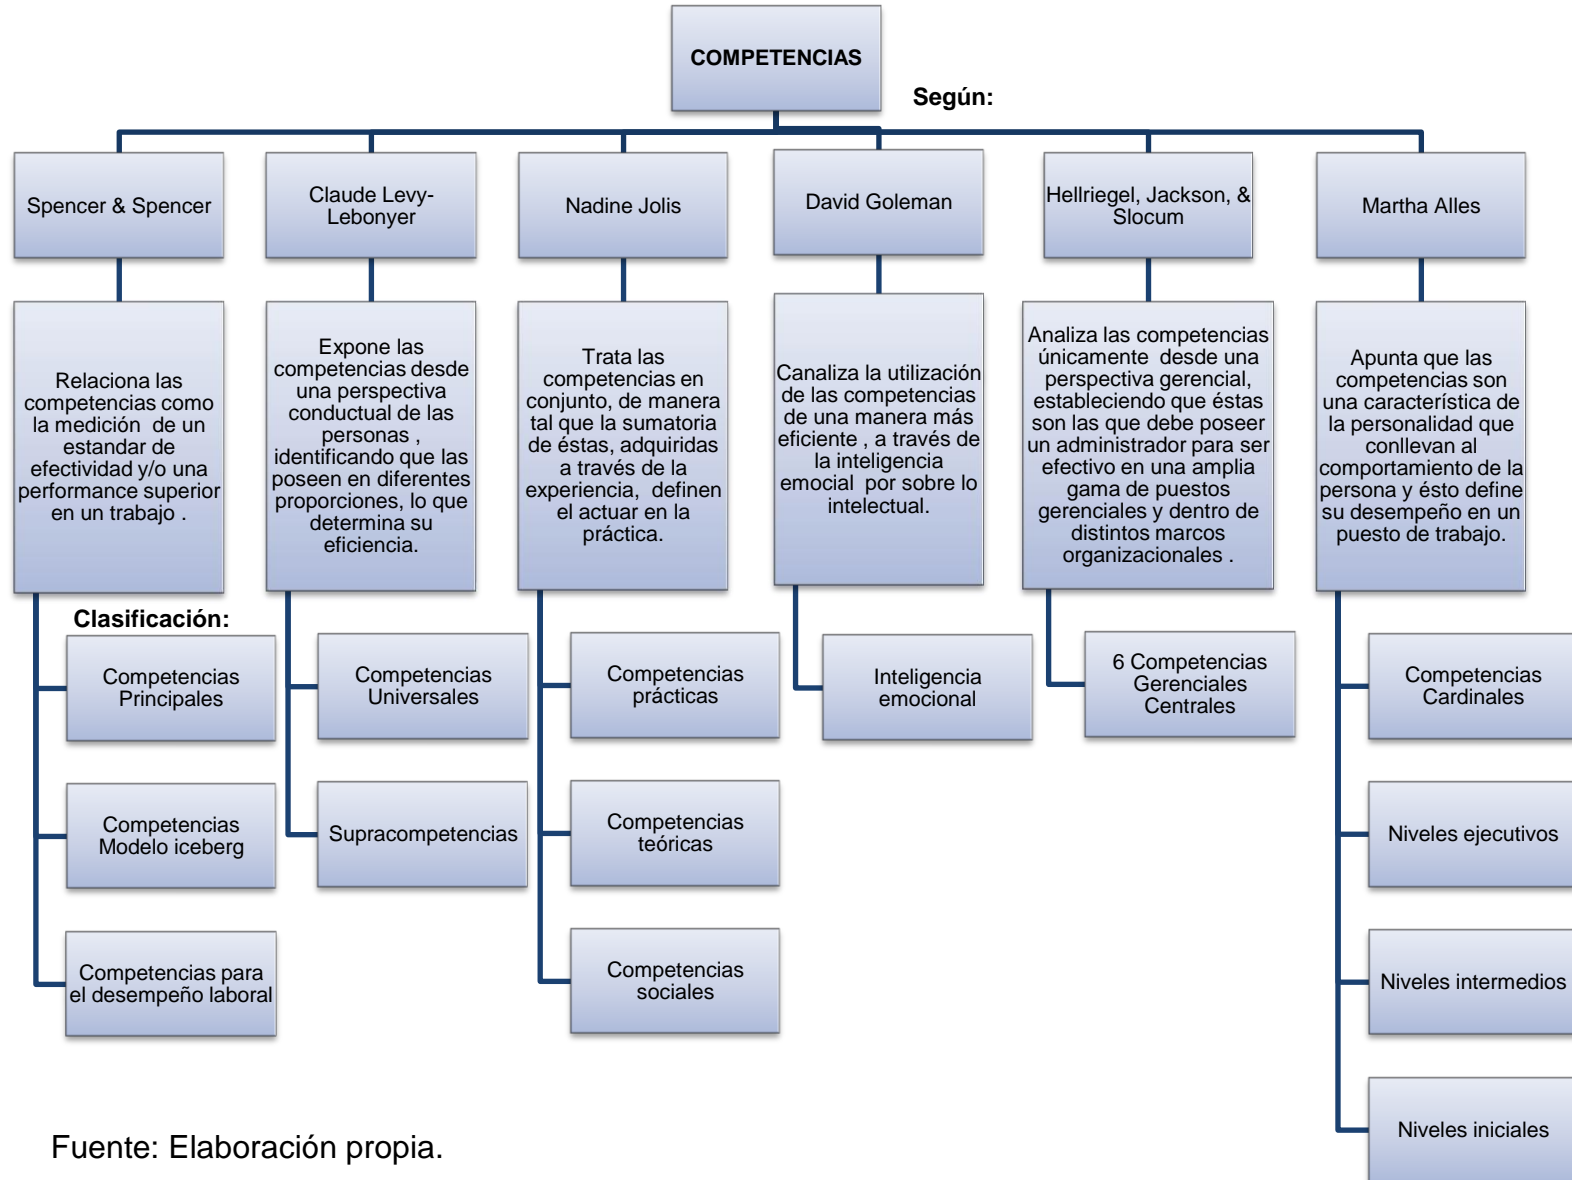 COMPETENCIAS
Según:
Spencer & Spencer
Claude Levy-
Lebonyer
Nadine Jolis
David Goleman
Hellriegel, Jackson, &
Slocum
Martha Alles
Relaciona las
competencias como
la medición de un
estandar de
efectividad y/o una
performance superior
en un trabajo .
Expone las
competencias desde
una perspectiva
conductual de las
personas ,
identificando que las
poseen en diferentes
proporciones, lo que
determina su
eficiencia.
Trata las
competencias en
conjunto, de manera
tal que la sumatoria
de éstas, adquiridas
a través de la
experiencia, definen
el actuar en la
práctica.
Canaliza la utilización
de las competencias
de una manera más
eficiente , a través de
la inteligencia
emocial por sobre lo
intelectual.
Analiza las competencias
únicamente desde una
perspectiva gerencial,
estableciendo que éstas
son las que debe poseer
un administrador para ser
efectivo en una amplia
gama de puestos
gerenciales y dentro de
distintos marcos
organizacionales .
Apunta que las
competencias son
una característica de
la personalidad que
conllevan al
comportamiento de la
persona y ésto define
su desempeño en un
puesto de trabajo.
Clasificación:
Competencias
Principales
Competencias
Modelo iceberg
Competencias para
el desempeño laboral
Competencias
Universales
Supracompetencias
Competencias
prácticas
Competencias
teóricas
Competencias
sociales
Inteligencia
emocional
6 Competencias
Gerenciales
Centrales
Competencias
Cardinales
Niveles ejecutivos
Niveles intermedios
Niveles iniciales
Fuente: Elaboración propia.